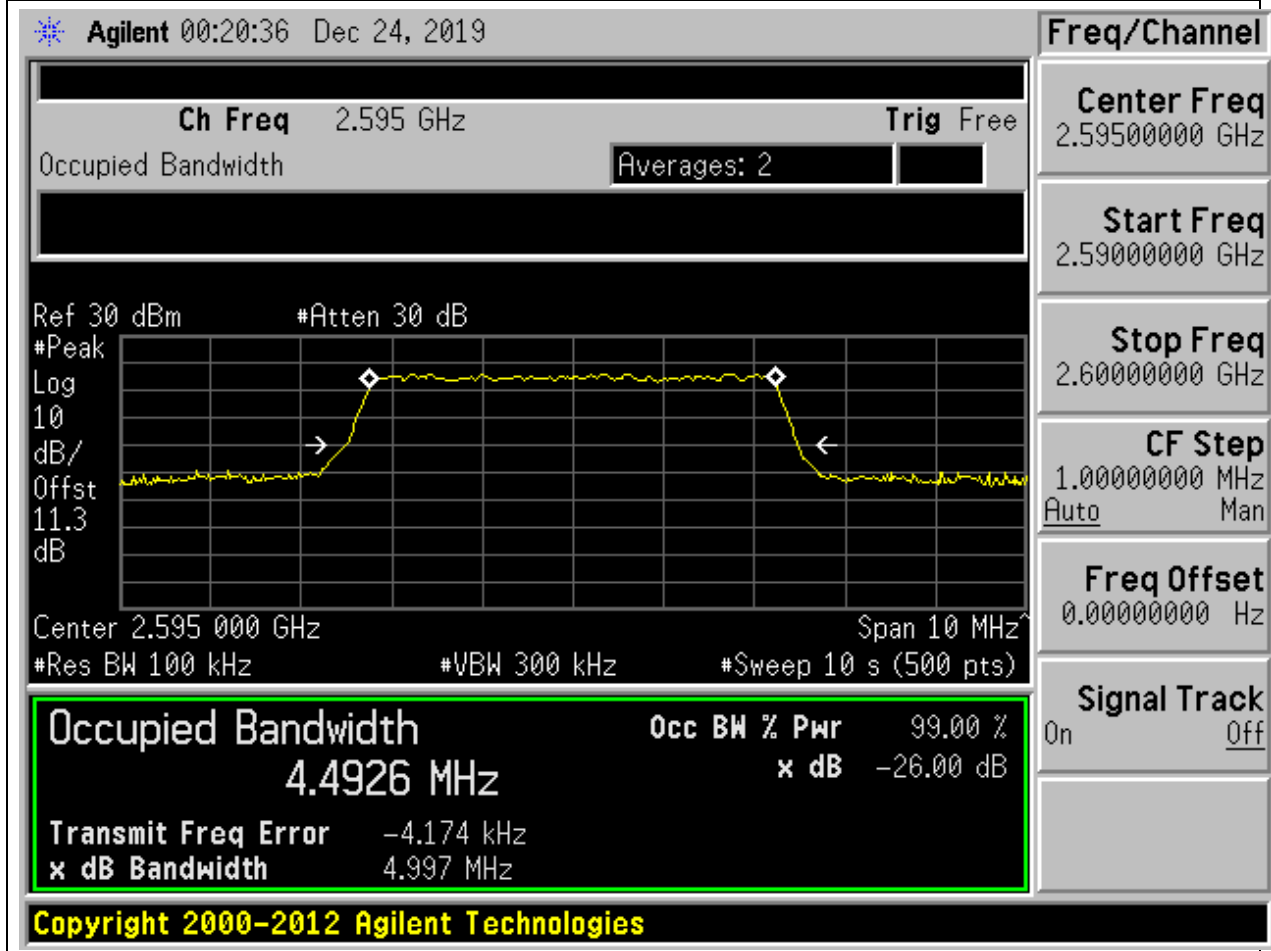 Agilent 00:20:36 Dec 24, 2019
Ch Freq 2.595 GHz Trig Free
Occupied Bandwidth Averages: 2
Ref 30 dBm #Atten 30 dB
#Peak
Log
10
dB/
Offst
11.3
dB
Center 2.595 000 GHz Span 10 MHz^
#Res BW 100 kHz #VBW 300 kHz #Sweep 10 s (500 pts)
Occupied Bandwidth Occ BW % Pwr 99.00 %
4.4926 MHz x dB -26.00 dB
Transmit Freq Error -4.174 kHz
x dB Bandwidth 4.997 MHz
Copyright 2000-2012 Agilent Technologies
Freq/Channel
Center Freq
2.59500000 GHz
Start Freq
2.59000000 GHz
Stop Freq
2.60000000 GHz
CF Step
1.00000000 MHz
Auto Man
Freq Offset
0.00000000 Hz
Signal Track
On Off